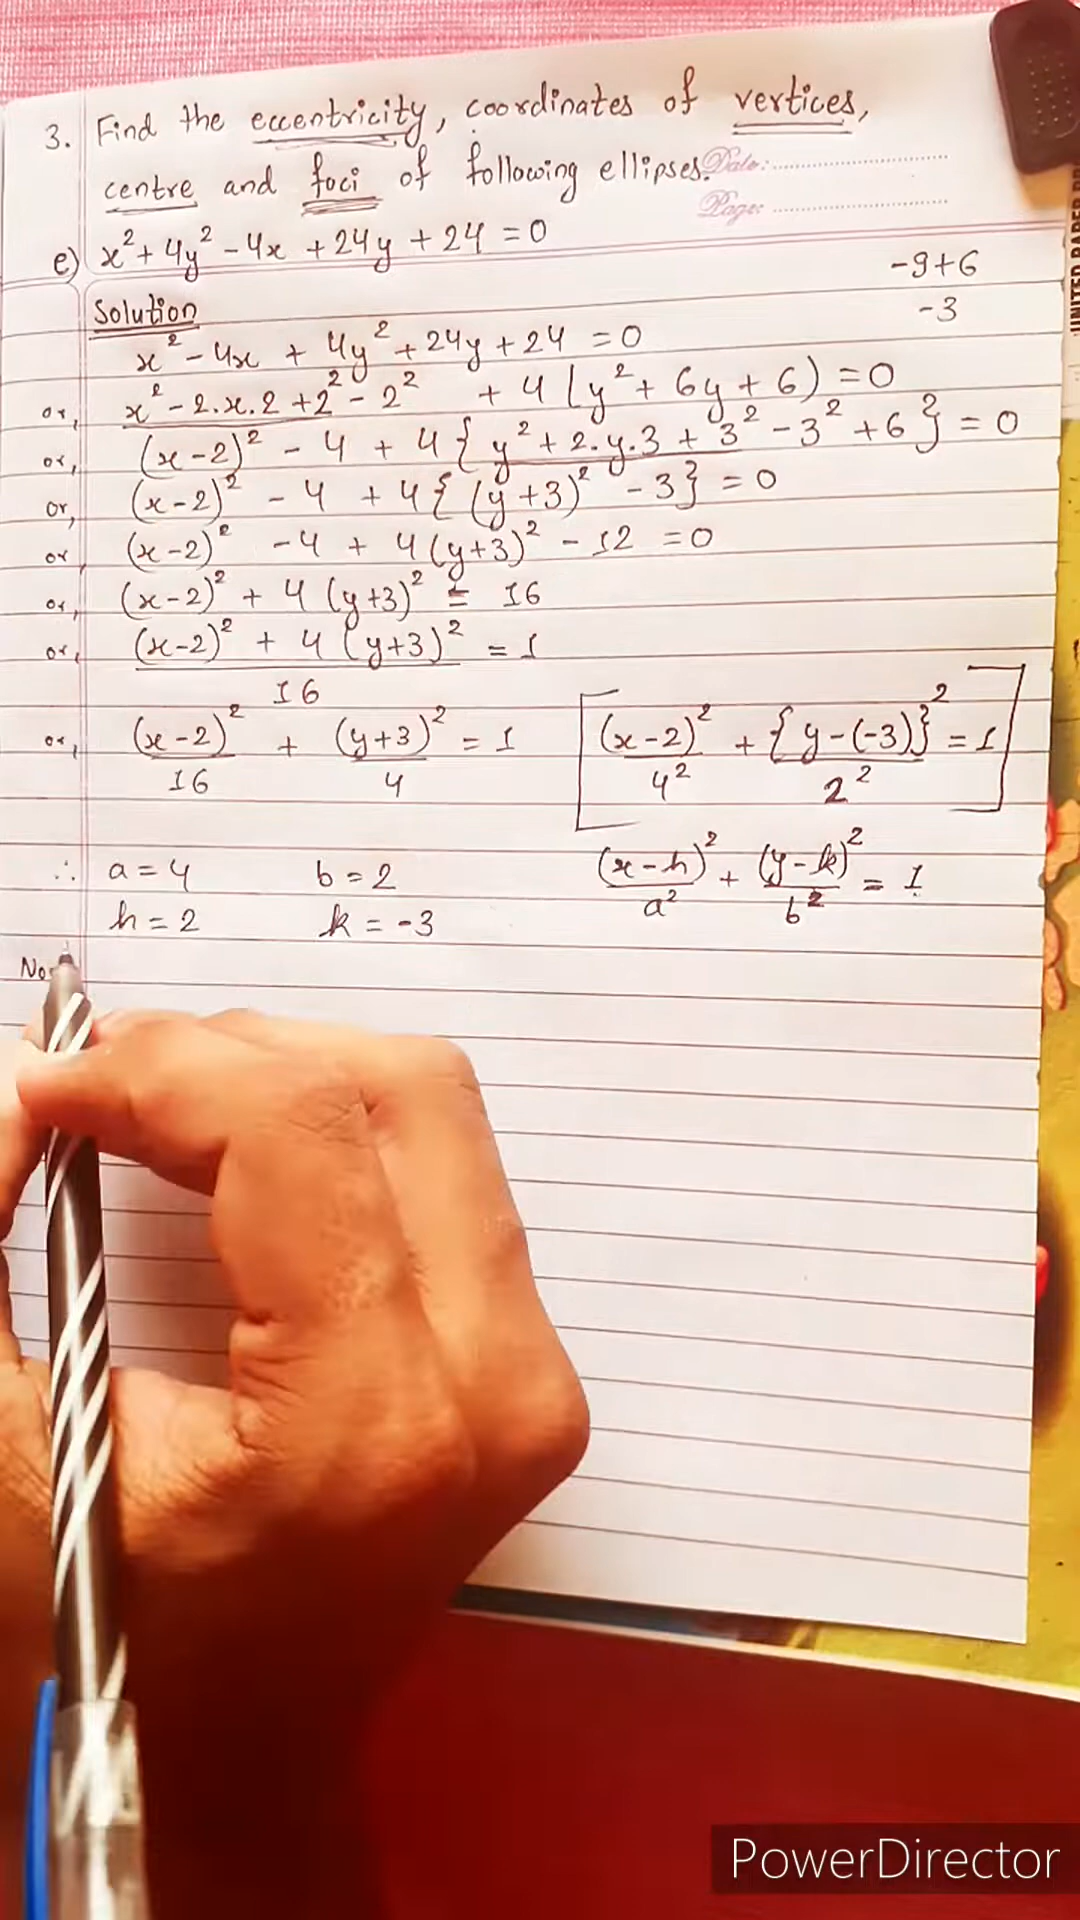 3. Find the eccentricity, coordinates of vertices,
centre and foci of following ellipses.
Date:
Page:
e) x² + 4y² - 4x + 24y + 24 = 0
-9+6
-3
Solution
x² - 4x + 4y² + 24y + 24 = 0
or, x² - 2.x.2 + 2² - 2² + 4 (y² + 6y + 6) = 0
or, (x-2)² - 4 + 4 { y² + 2.y.3 + 3² - 3² + 6 } = 0
or, (x-2)² - 4 + 4 { (y+3)² - 3} = 0
or (x-2)² - 4 + 4 (y+3)² - 12 = 0
or, (x-2)² + 4 (y+3)² = 16
or, (x-2)² + 4 (y+3)² = 1
16
or, (x-2)² + (y+3)² = 1 [ (x-2)² + { y-(-3)}² = 1 ]
16 4 4² 2²
∴ a = 4 b = 2 (x-h)² + (y-k)² = 1
a² b²
h = 2 k = -3
No
UNITED PAPER
PowerDirector